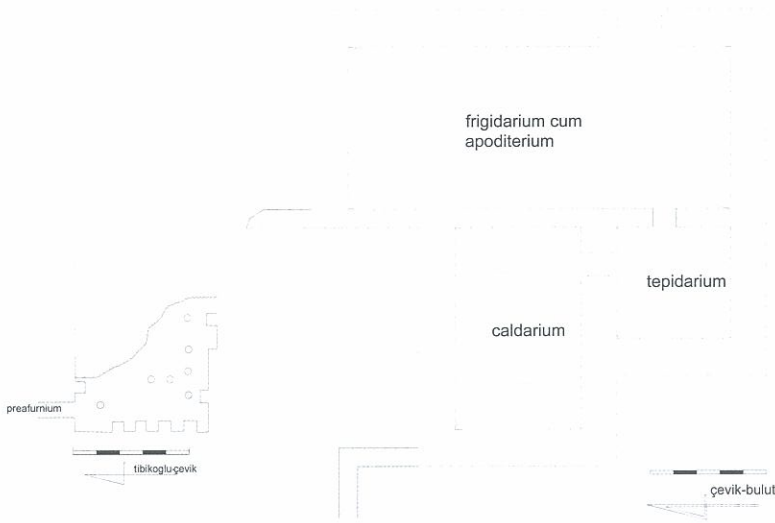 frigidarium cum
apoditerium
tepidarium
caldarium
preafurnium
tibikoglu-çevik
çevik-bulut